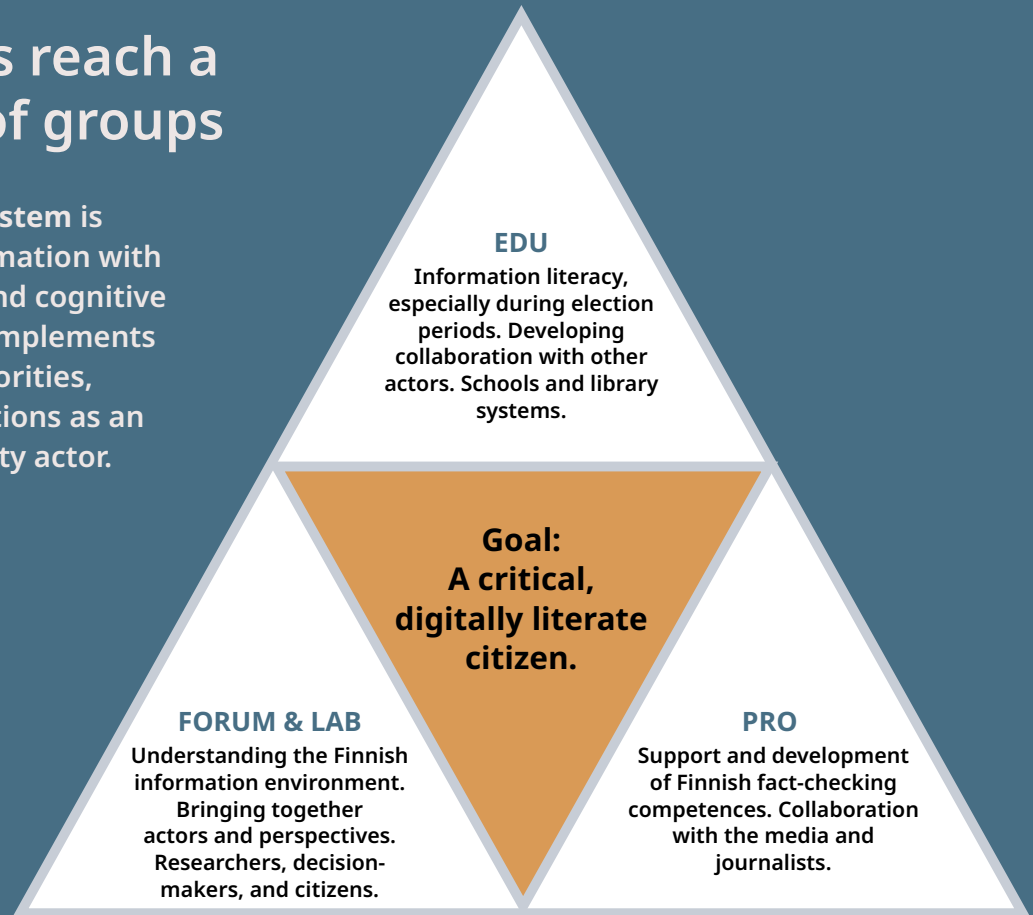 s reach a
of groups
stem is
mation with
nd cognitive
mplements
orities,
tions as an
ty actor.
EDU
Information literacy,
especially during election
periods. Developing
collaboration with other
actors. Schools and library
systems.
Goal:
A critical,
digitally literate
citizen.
FORUM & LAB
Understanding the Finnish
information environment.
Bringing together
actors and perspectives.
Researchers, decision-
makers, and citizens.
PRO
Support and development
of Finnish fact-checking
competences. Collaboration
with the media and
journalists.